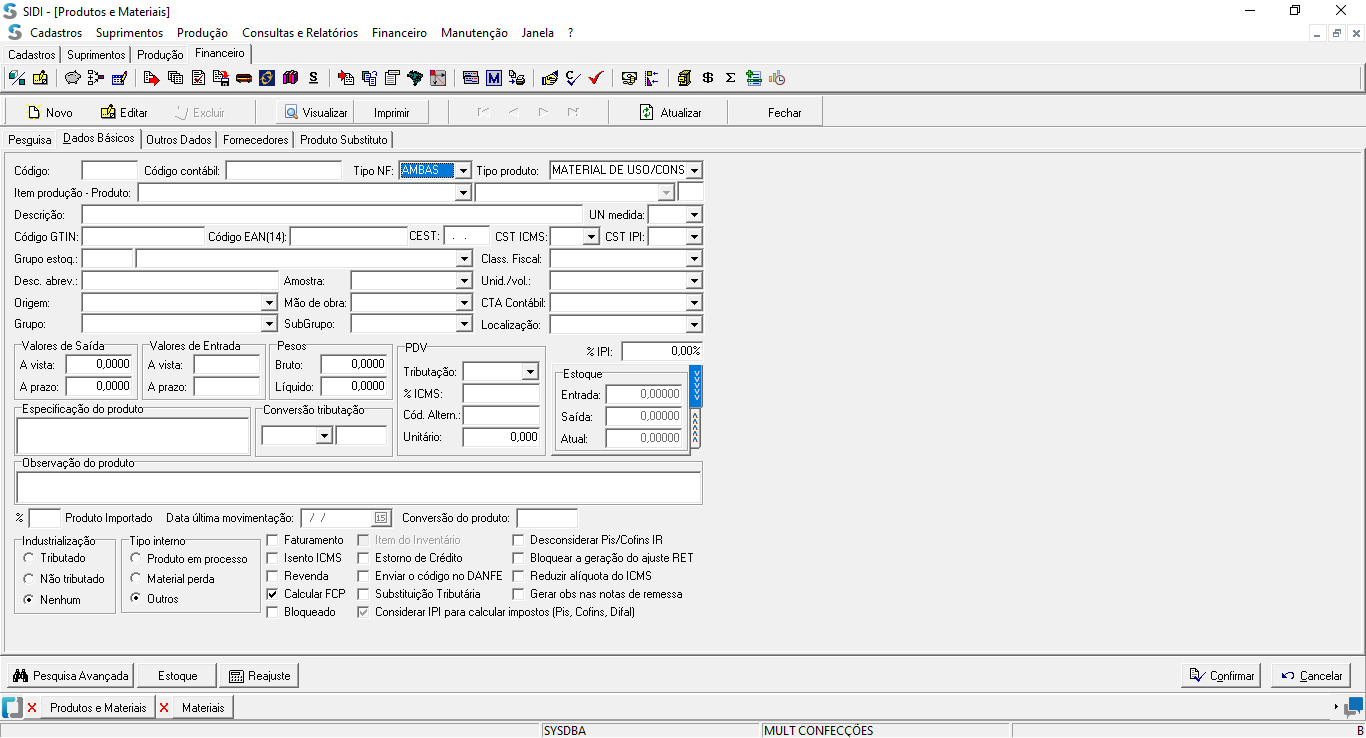 SIDI - [Produtos e Materiais]
Cadastros Suprimentos Produção Consultas e Relatórios Financeiro Manutenção Janela ?
Cadastros Suprimentos Produção Financeiro
Novo Editar Excluir Visualizar Imprimir Atualizar Fechar
Pesquisa Dados Básicos Outros Dados Fornecedores Produto Substituto
Código: Código contábil: Tipo NF: AMBAS Tipo produto: MATERIAL DE USO/CONS
Item produção - Produto:
Descrição: UN medida:
Código GTIN: Código EAN(14): CEST: . . CST ICMS: CST IPI:
Grupo estoq.: Class. Fiscal:
Desc. abrev.: Amostra: Unid./vol.:
Origem: Mão de obra: CTA Contábil:
Grupo: SubGrupo: Localização:
Valores de Saída Valores de Entrada Pesos PDV % IPI: 0,00%
A vista: 0,0000 A vista: Bruto: 0,0000 Tributação: Estoque
A prazo: 0,0000 A prazo: Líquido: 0,0000 % ICMS: Entrada: 0,00000
Especificação do produto Conversão tributação Cód. Altern.: Saída: 0,00000
Unitário: 0,000 Atual: 0,00000
Observação do produto
% Produto Importado Data última movimentação: / / 15 Conversão do produto:
Industrialização Tipo interno Faturamento Item do Inventário Desconsiderar Pis/Cofins IR
Tributado Produto em processo Isento ICMS Estorno de Crédito Bloquear a geração do ajuste RET
Não tributado Material perda Revenda Enviar o código no DANFE Reduzir alíquota do ICMS
Nenhum Outros Calcular FCP Substituição Tributária Gerar obs nas notas de remessa
Bloqueado Considerar IPI para calcular impostos (Pis, Cofins, Difal)
Pesquisa Avançada Estoque Reajuste Confirmar Cancelar
Produtos e Materiais Materiais
SYSDBA MULT CONFECÇÕES B